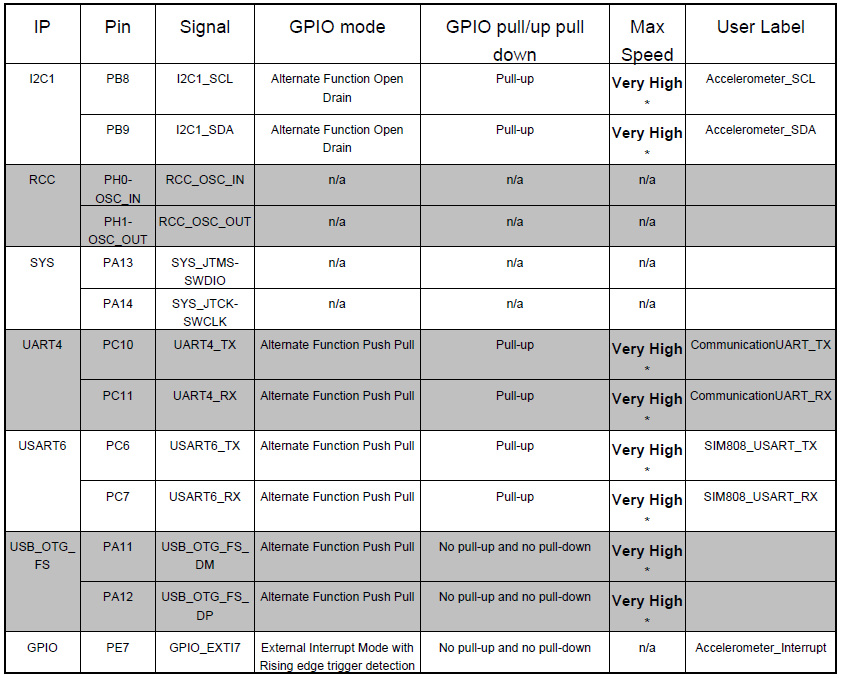 IP Pin Signal GPIO mode GPIO pull/up pull down Max Speed User Label
I2C1 PB8 I2C1_SCL Alternate Function Open Drain Pull-up Very High * Accelerometer_SCL
PB9 I2C1_SDA Alternate Function Open Drain Pull-up Very High * Accelerometer_SDA
RCC PH0-OSC_IN RCC_OSC_IN n/a n/a n/a
PH1-OSC_OUT RCC_OSC_OUT n/a n/a n/a
SYS PA13 SYS_JTMS-SWDIO n/a n/a n/a
PA14 SYS_JTCK-SWCLK n/a n/a n/a
UART4 PC10 UART4_TX Alternate Function Push Pull Pull-up Very High * CommunicationUART_TX
PC11 UART4_RX Alternate Function Push Pull Pull-up Very High * CommunicationUART_RX
USART6 PC6 USART6_TX Alternate Function Push Pull Pull-up Very High * SIM808_USART_TX
PC7 USART6_RX Alternate Function Push Pull Pull-up Very High * SIM808_USART_RX
USB_OTG_FS PA11 USB_OTG_FS_DM Alternate Function Push Pull No pull-up and no pull-down Very High *
PA12 USB_OTG_FS_DP Alternate Function Push Pull No pull-up and no pull-down Very High *
GPIO PE7 GPIO_EXTI7 External Interrupt Mode with Rising edge trigger detection No pull-up and no pull-down n/a Accelerometer_Interrupt